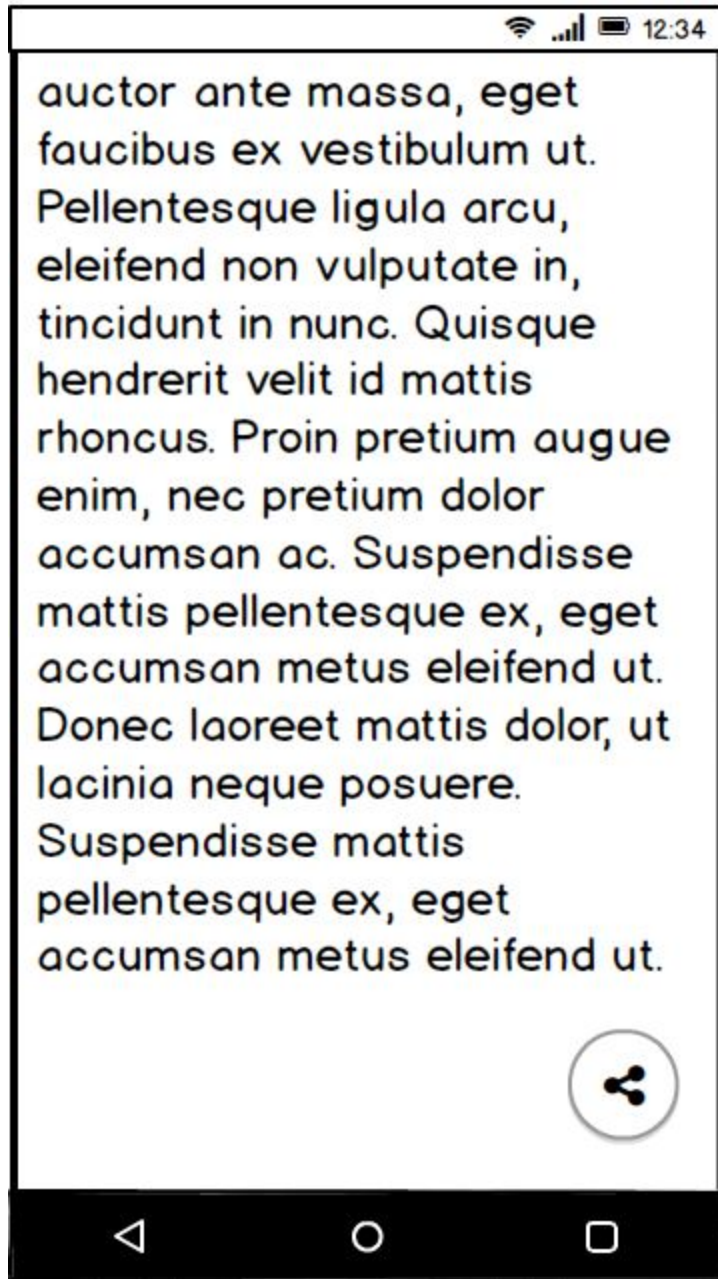 12:34
auctor ante massa, eget
faucibus ex vestibulum ut.
Pellentesque ligula arcu,
eleifend non vulputate in,
tincidunt in nunc. Quisque
hendrerit velit id mattis
rhoncus. Proin pretium augue
enim, nec pretium dolor
accumsan ac. Suspendisse
mattis pellentesque ex, eget
accumsan metus eleifend ut.
Donec laoreet mattis dolor, ut
lacinia neque posuere.
Suspendisse mattis
pellentesque ex, eget
accumsan metus eleifend ut.